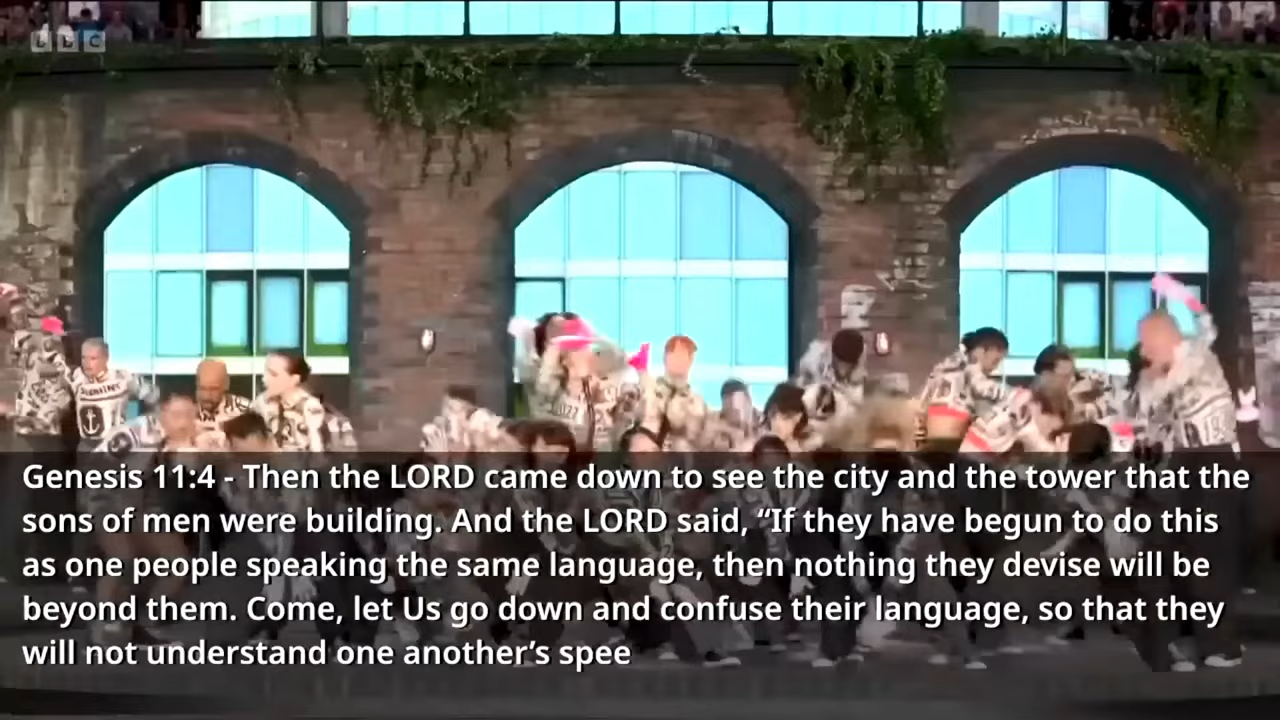 BBC
Genesis 11:4 - Then the LORD came down to see the city and the tower that the
sons of men were building. And the LORD said, “If they have begun to do this
as one people speaking the same language, then nothing they devise will be
beyond them. Come, let Us go down and confuse their language, so that they
will not understand one another’s spee